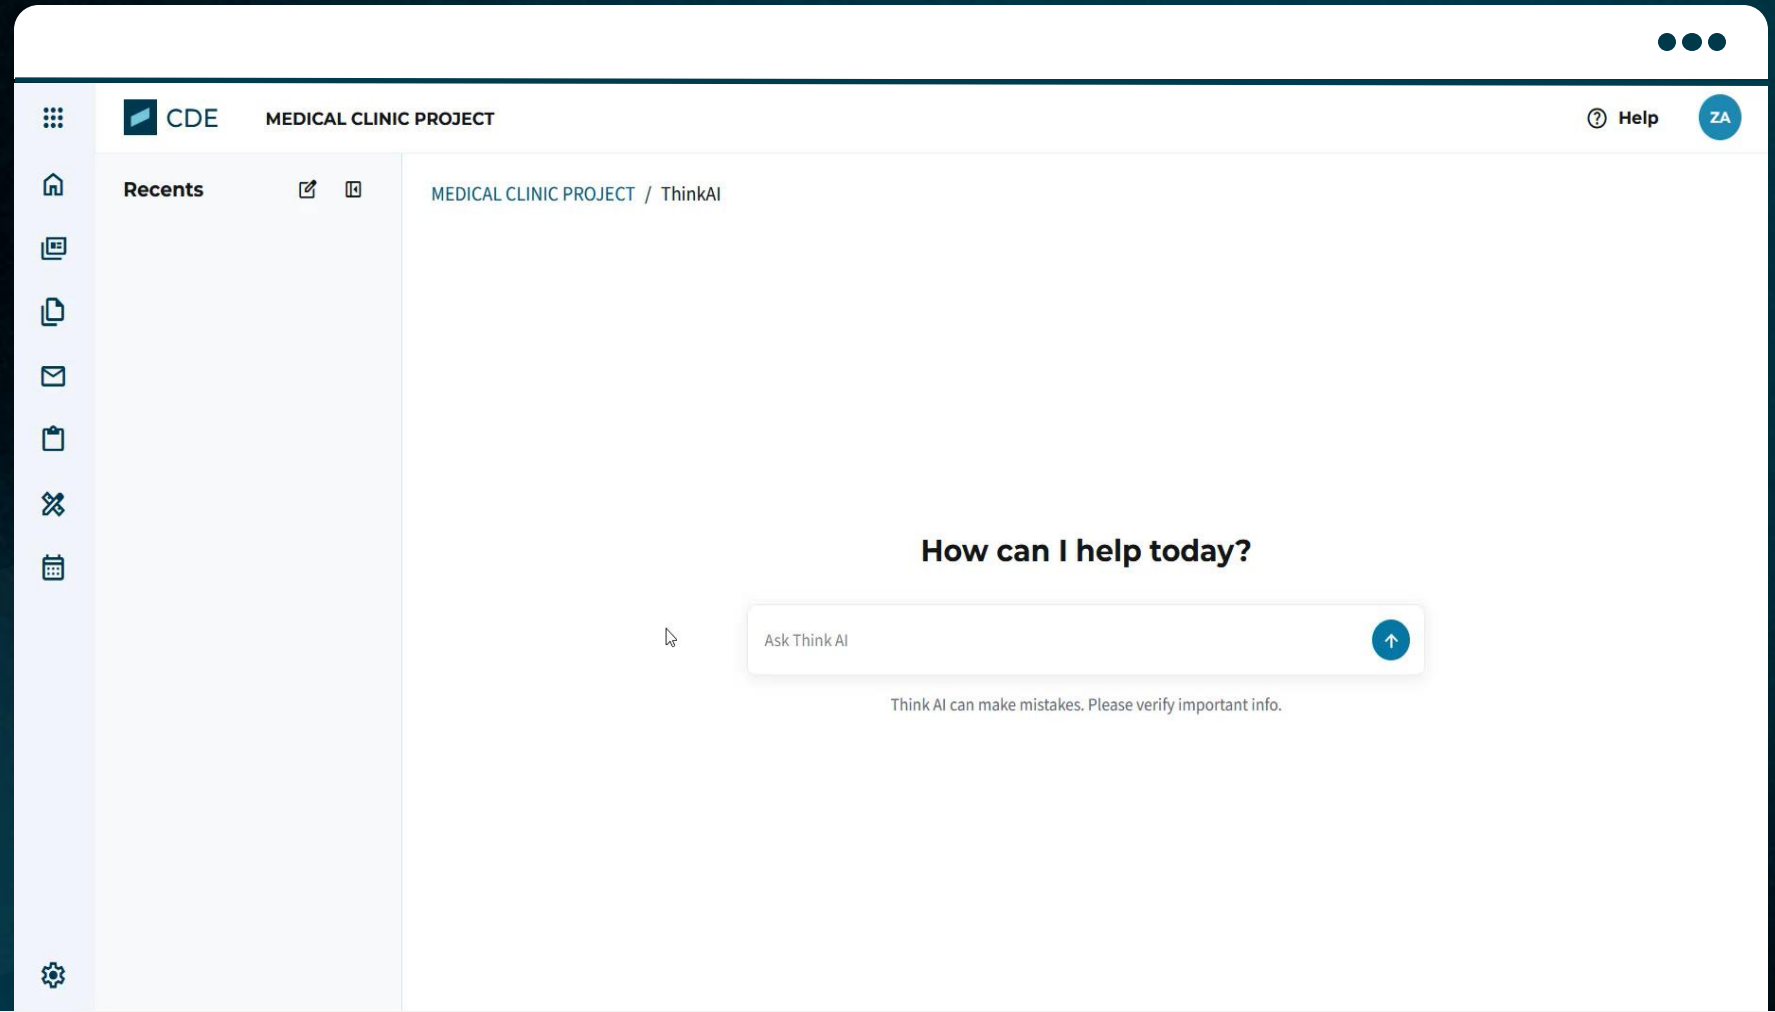 CDE
MEDICAL CLINIC PROJECT
Help
ZA
Recents
MEDICAL CLINIC PROJECT / ThinkAI
How can I help today?
Ask Think AI
Think AI can make mistakes. Please verify important info.